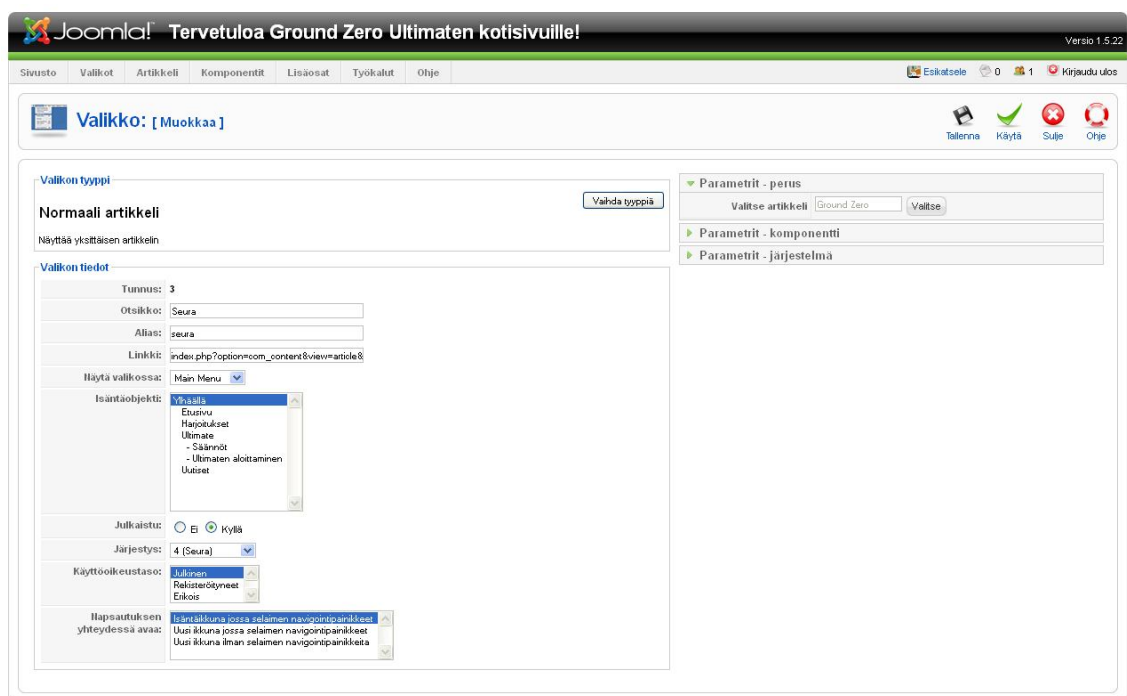 Joomla! Tervetuloa Ground Zero Ultimaten kotisivuille!
Versio 1.5.22
Sivusto Valikot Artikkeli Komponentit Lisäosat Työkalut Ohje Esikatsele 0 1 Kirjaudu ulos
Valikko: [ Muokkaa ]
Tallenna Käytä Sulje Ohje
Valikon tyyppi
Vaihda tyyppiä
Normaali artikkeli
Näyttää yksittäisen artikkelin
Valikon tiedot
Tunnus: 3
Otsikko: Seura
Alias: seura
Linkki: index.php?option=com_content&view=article&
Näytä valikossa: Main Menu
Isäntäobjekti: Ylhäällä
Etusivu
Harjoitukset
Ultimate
- Säännöt
- Ultimaten aloittaminen
Uutiset
Julkaistu: Ei Kyllä
Järjestys: 4 (Seura)
Käyttöoikeustaso: Julkinen
Rekisteröityneet
Erikois
Napsautuksen yhteydessä avaa: Isäntäikkuna jossa selaimen navigointipainikkeet
Uusi ikkuna jossa selaimen navigointipainikkeet
Uusi ikkuna ilman selaimen navigointipainikkeita
Parametrit - perus
Valitse artikkeli Ground Zero Valitse
Parametrit - komponentti
Parametrit - järjestelmä